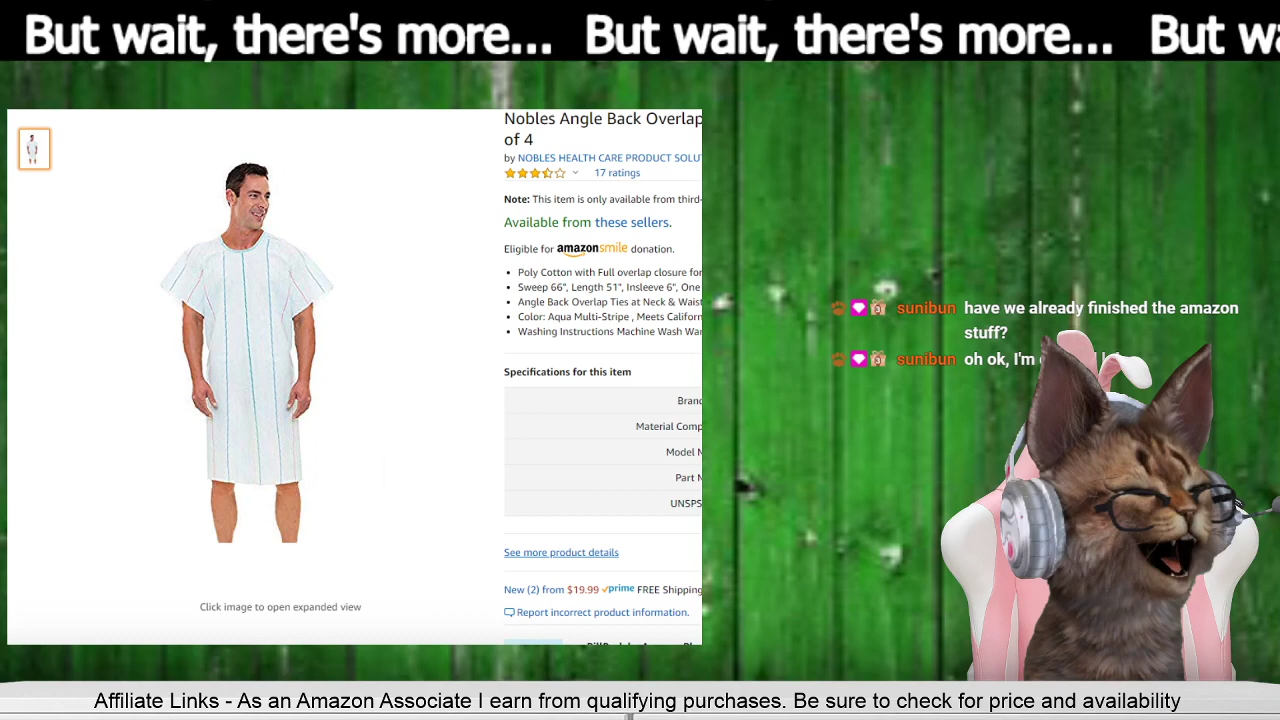 But wait, there's more... But wait, there's more... But wa
Nobles Angle Back Overlap
of 4
by NOBLES HEALTH CARE PRODUCT SOLU
17 ratings
Note: This item is only available from third-
Available from these sellers.
Eligible for amazonsmile donation.
Poly Cotton with Full overlap closure for
Sweep 66", Length 51", Insleeve 6", One
Angle Back Overlap Ties at Neck & Waist
Color: Aqua Multi-Stripe , Meets Californ
Washing Instructions Machine Wash War
Specifications for this item
Brand
Material Comp
Model N
Part N
UNSPS
See more product details
New (2) from $19.99 prime FREE Shipping
Report incorrect product information.
Click image to open expanded view
sunibun have we already finished the amazon
stuff?
sunibun oh ok, I'm
Affiliate Links - As an Amazon Associate I earn from qualifying purchases. Be sure to check for price and availability